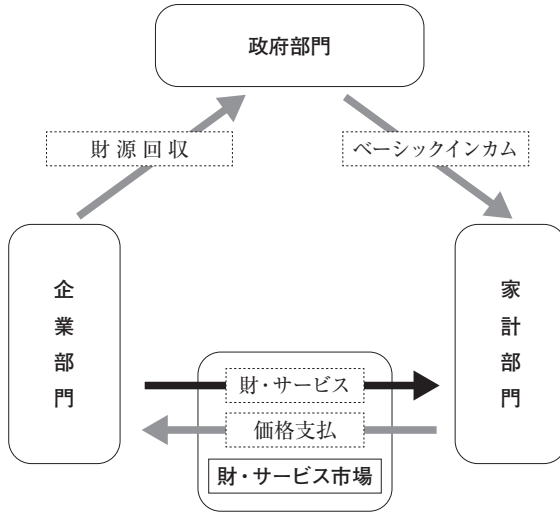 政府部門
財源回収
ベーシックインカム
企業部門
家計部門
財・サービス
価格支払
財・サービス市場